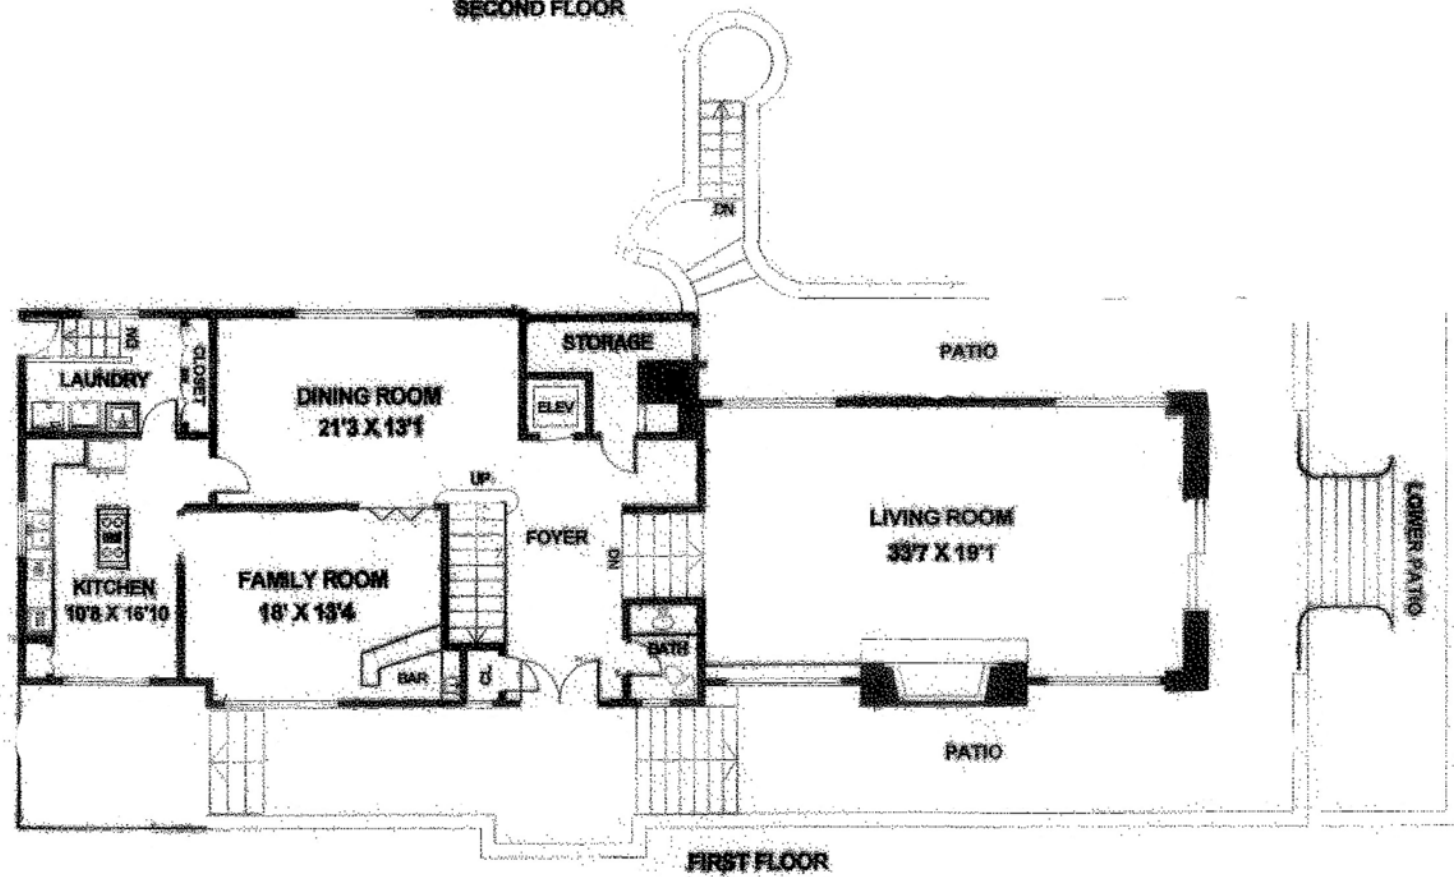 SECOND FLOOR
DN
STORAGE
PATIO
DN
LAUNDRY
CLOSET
DINING ROOM
21'3 X 13'1
ELEV
UP
LIVING ROOM
33'7 X 19'1
FOYER
DN
LOWER PATIO
FAMILY ROOM
18' X 13'4
KITCHEN
10'8 X 16'10
BATH
BAR
PATIO
FIRST FLOOR